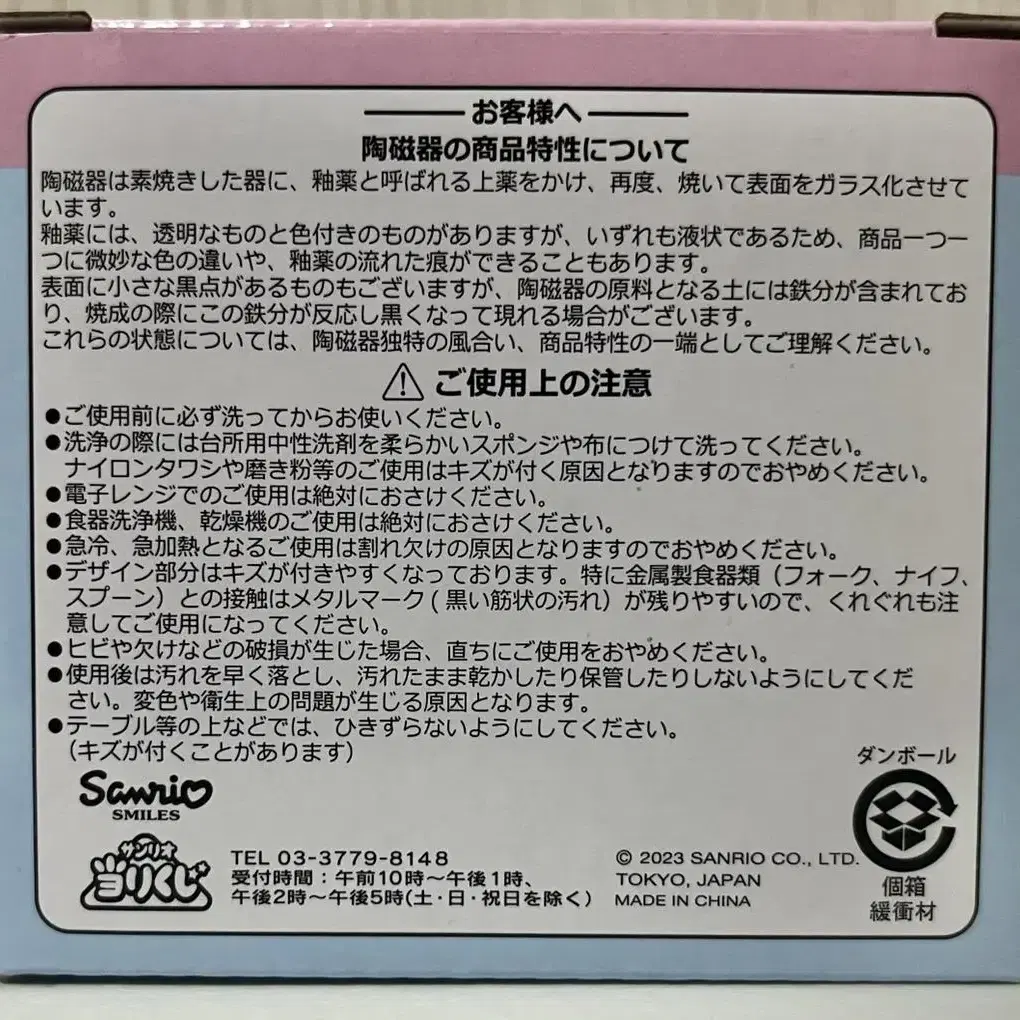 お客様へ
陶磁器の商品特性について
陶磁器は素焼きした器に、釉薬と呼ばれる上薬をかけ、再度、焼いて表面をガラス化させて
います。
釉薬には、透明なものと色付きのものがありますが、いずれも液状であるため、商品一つ一
つに微妙な色の違いや、釉薬の流れた痕ができることもあります。
表面に小さな黒点があるものもございますが、陶磁器の原料となる土には鉄分が含まれてお
り、焼成の際にこの鉄分が反応し黒くなって現れる場合がございます。
これらの状態については、陶磁器独特の風合い、商品特性の一端としてご理解ください。
⚠ ご使用上の注意
●ご使用前に必ず洗ってからお使いください。
●洗浄の際には台所用中性洗剤を柔らかいスポンジや布につけて洗ってください。
ナイロンタワシや磨き粉等のご使用はキズが付く原因となりますのでおやめください。
●電子レンジでのご使用は絶対におさけください。
●食器洗浄機、乾燥機のご使用は絶対におさけください。
●急冷、急加熱となるご使用は割れ欠けの原因となりますのでおやめください。
●デザイン部分はキズが付きやすくなっております。特に金属製食器類（フォーク、ナイフ、
スプーン）との接触はメタルマーク(黒い筋状の汚れ）が残りやすいので、くれぐれも注
意してご使用になってください。
●ヒビや欠けなどの破損が生じた場合、直ちにご使用をおやめください。
●使用後は汚れを早く落とし、汚れたまま乾かしたり保管したりしないようにしてくだ
さい。変色や衛生上の問題が生じる原因となります。
●テーブル等の上などでは、ひきずらないようにしてください。
（キズが付くことがあります）
ダンボール
個箱
緩衝材
Sanrio
SMILES
サンリオ
当りくじ
TEL 03-3779-8148
受付時間：午前10時～午後1時、
午後2時～午後5時(土・日・祝日を除く）
© 2023 SANRIO CO., LTD.
TOKYO, JAPAN
MADE IN CHINA